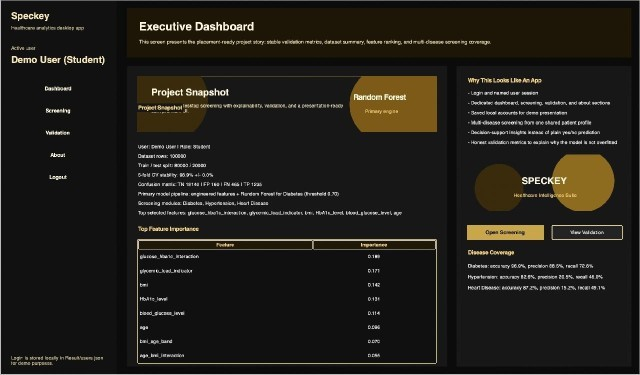 Speckey
Healthcare analytics desktop app
Active user
Demo User (Student)
Dashboard
Screening
Validation
About
Logout
Login is stored locally in Result/users.json
for demo purposes.
Executive Dashboard
This screen presents the placement-ready project story: stable validation metrics, dataset summary, feature ranking, and multi-disease screening coverage.
Project Snapshot
Project Snapshot
desktop screening with explainability, validation, and a presentation-ready
Random Forest
Primary engine
User: Demo User | Role: Student
Dataset rows: 100000
Train / test split: 80000 / 20000
5-fold CV stability: 96.9% +/- 0.0%
Confusion matrix: TN 18142 | FP 160 | FN 465 | TP 1235
Primary model pipeline: engineered features + Random Forest for Diabetes (threshold 0.70)
Screening modules: Diabetes, Hypertension, Heart Disease
Top selected features: glucose_hba1c_interaction, glycemic_load_indicator, bmi, HbA1c_level, blood_glucose_level, age
Top Feature Importance
Feature Importance
glucose_hba1c_interaction 0.189
glycemic_load_indicator 0.171
bmi 0.142
HbA1c_level 0.131
blood_glucose_level 0.114
age 0.096
bmi_age_band 0.070
age_bmi_interaction 0.055
Why This Looks Like An App
- Login and named user session
- Dedicated dashboard, screening, validation, and about sections
- Saved local accounts for demo presentation
- Multi-disease screening from one shared patient profile
- Decision-support insights instead of plain yes/no prediction
- Honest validation metrics to explain why the model is not overfitted
SPECKEY
Healthcare Intelligence Suite
Open Screening
View Validation
Disease Coverage
Diabetes: accuracy 96.9%, precision 88.5%, recall 72.6%
Hypertension: accuracy 82.6%, precision 20.5%, recall 46.0%
Heart Disease: accuracy 87.2%, precision 15.2%, recall 49.1%